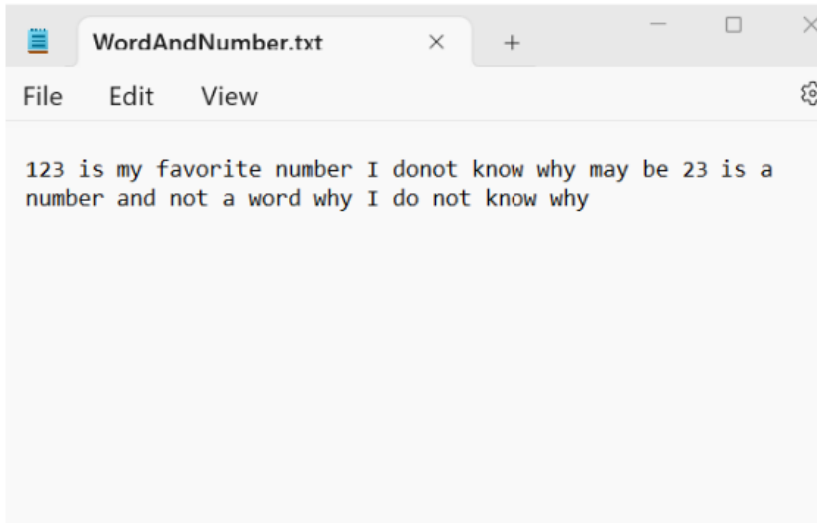 WordAndNumber.txt
File Edit View
123 is my favorite number I donot know why may be 23 is a
number and not a word why I do not know why